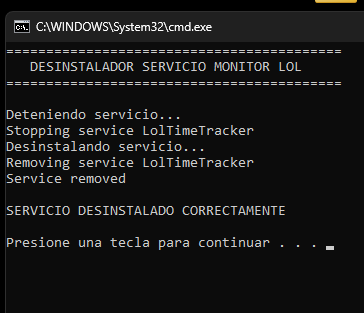 C:\WINDOWS\System32\cmd.exe
==========================================
DESINSTALADOR SERVICIO MONITOR LOL
==========================================
Deteniendo servicio...
Stopping service LolTimeTracker
Desinstalando servicio...
Removing service LolTimeTracker
Service removed
SERVICIO DESINSTALADO CORRECTAMENTE
Presione una tecla para continuar . . .